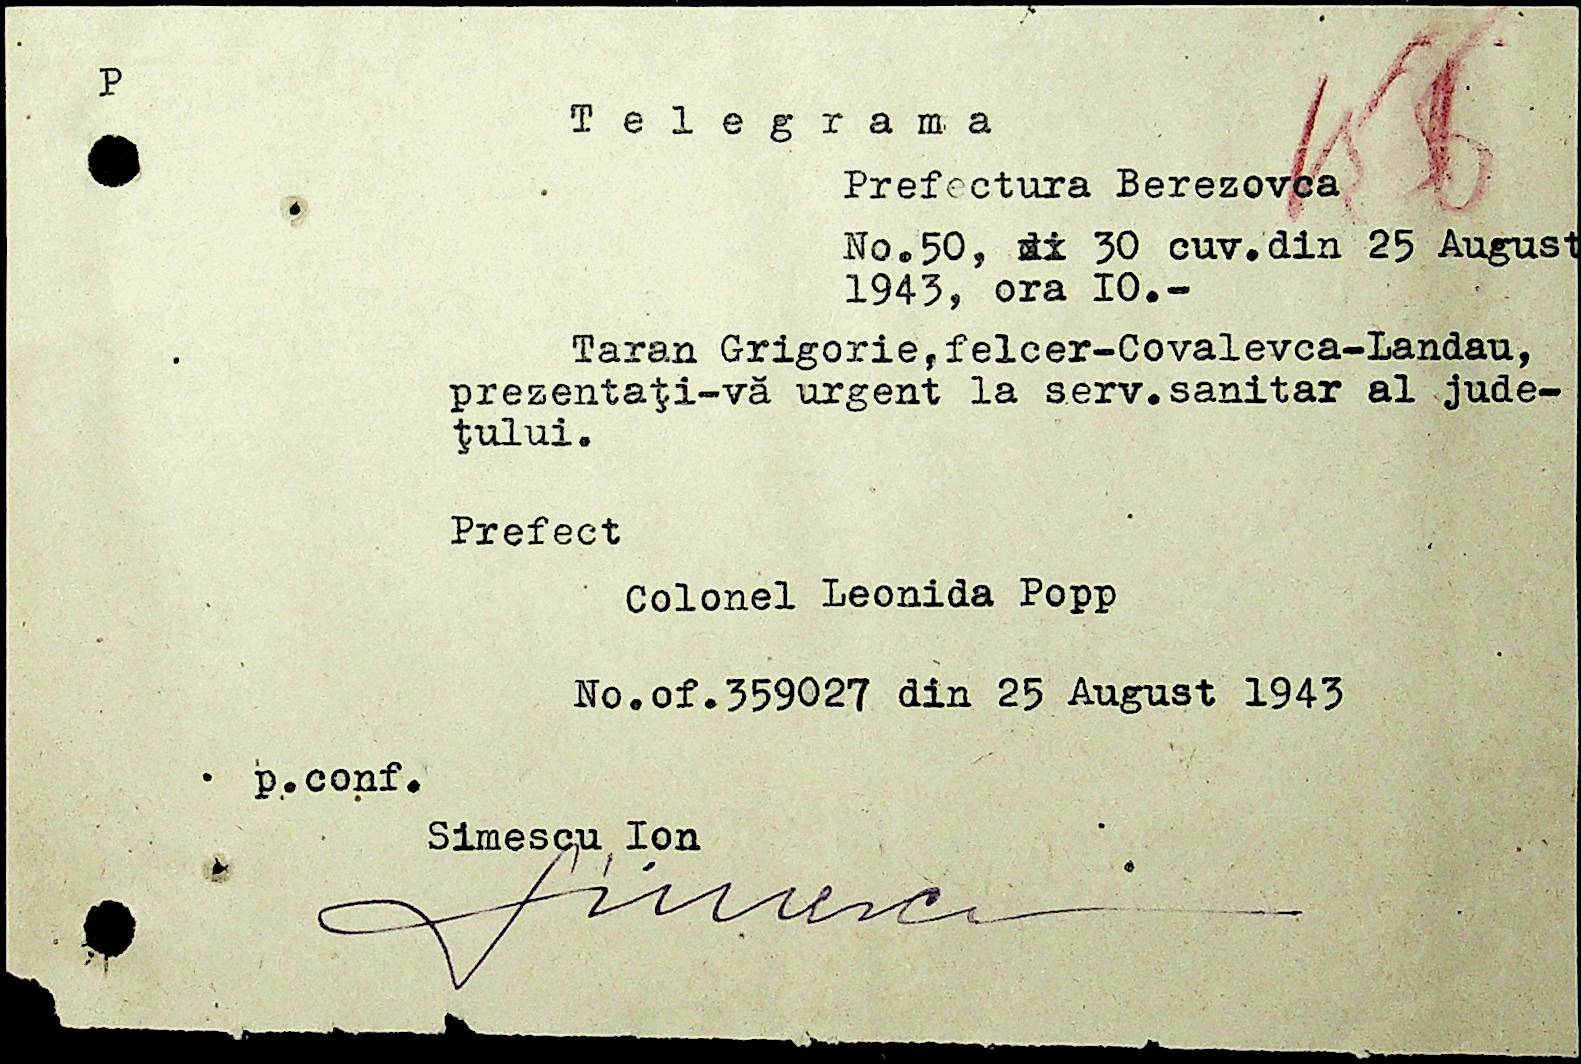 P
Telegrama
Prefectura Berezovca
No.50, 30 cuv.din 25 August
1943, ora IO.-
Taran Grigorie,felcer-Covalevca-Landau,
prezentaţi-vă urgent la serv.sanitar al jude-
ţului.
Prefect
Colonel Leonida Popp
No.of.359027 din 25 August 1943
p.conf.
Simescu Ion
Simescu